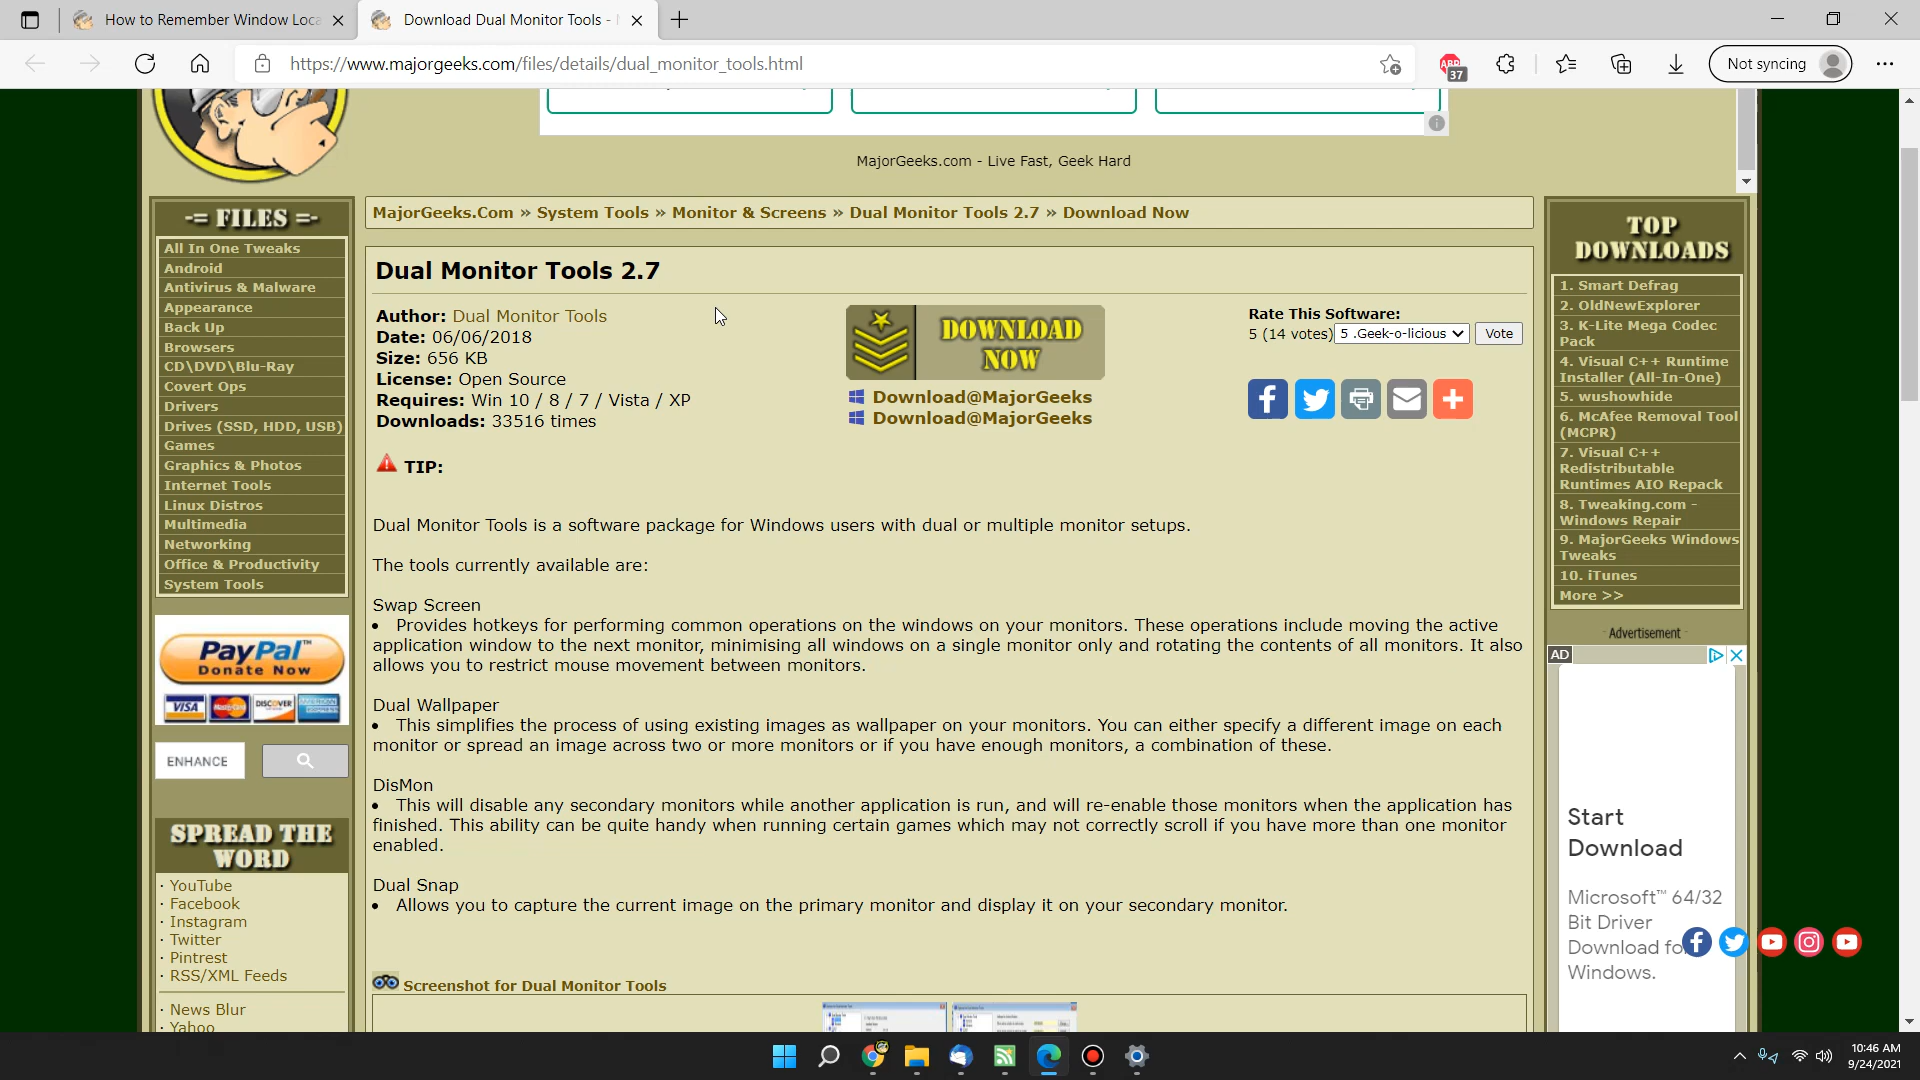 How to Remember Window Loca
Download Dual Monitor Tools -
https://www.majorgeeks.com/files/details/dual_monitor_tools.html
ABP
37
Not syncing
MajorGeeks.com - Live Fast, Geek Hard
-= FILES =-
All In One Tweaks
Android
Antivirus & Malware
Appearance
Back Up
Browsers
CD\DVD\Blu-Ray
Covert Ops
Drivers
Drives (SSD, HDD, USB)
Games
Graphics & Photos
Internet Tools
Linux Distros
Multimedia
Networking
Office & Productivity
System Tools
PayPal™
Donate Now
VISA
MasterCard
DISCOVER
ENHANCE
SPREAD THE
WORD
· YouTube
· Facebook
· Instagram
· Twitter
· Pintrest
· RSS/XML Feeds
· News Blur
· Yahoo
MajorGeeks.Com » System Tools » Monitor & Screens » Dual Monitor Tools 2.7 » Download Now
Dual Monitor Tools 2.7
Author: Dual Monitor Tools
Date: 06/06/2018
Size: 656 KB
License: Open Source
Requires: Win 10 / 8 / 7 / Vista / XP
Downloads: 33516 times
DOWNLOAD
NOW
Download@MajorGeeks
Download@MajorGeeks
Rate This Software:
5 (14 votes) 5 .Geek-o-licious Vote
TIP:
Dual Monitor Tools is a software package for Windows users with dual or multiple monitor setups.
The tools currently available are:
Swap Screen
• Provides hotkeys for performing common operations on the windows on your monitors. These operations include moving the active
application window to the next monitor, minimising all windows on a single monitor only and rotating the contents of all monitors. It also
allows you to restrict mouse movement between monitors.
Dual Wallpaper
• This simplifies the process of using existing images as wallpaper on your monitors. You can either specify a different image on each
monitor or spread an image across two or more monitors or if you have enough monitors, a combination of these.
DisMon
• This will disable any secondary monitors while another application is run, and will re-enable those monitors when the application has
finished. This ability can be quite handy when running certain games which may not correctly scroll if you have more than one monitor
enabled.
Dual Snap
• Allows you to capture the current image on the primary monitor and display it on your secondary monitor.
Screenshot for Dual Monitor Tools
TOP
DOWNLOADS
1. Smart Defrag
2. OldNewExplorer
3. K-Lite Mega Codec
Pack
4. Visual C++ Runtime
Installer (All-In-One)
5. wushowhide
6. McAfee Removal Tool
(MCPR)
7. Visual C++
Redistributable
Runtimes AIO Repack
8. Tweaking.com -
Windows Repair
9. MajorGeeks Windows
Tweaks
10. iTunes
More >>
- Advertisement -
AD
Start
Download
Microsoft™ 64/32
Bit Driver
Download fo
Windows.
10:46 AM
9/24/2021